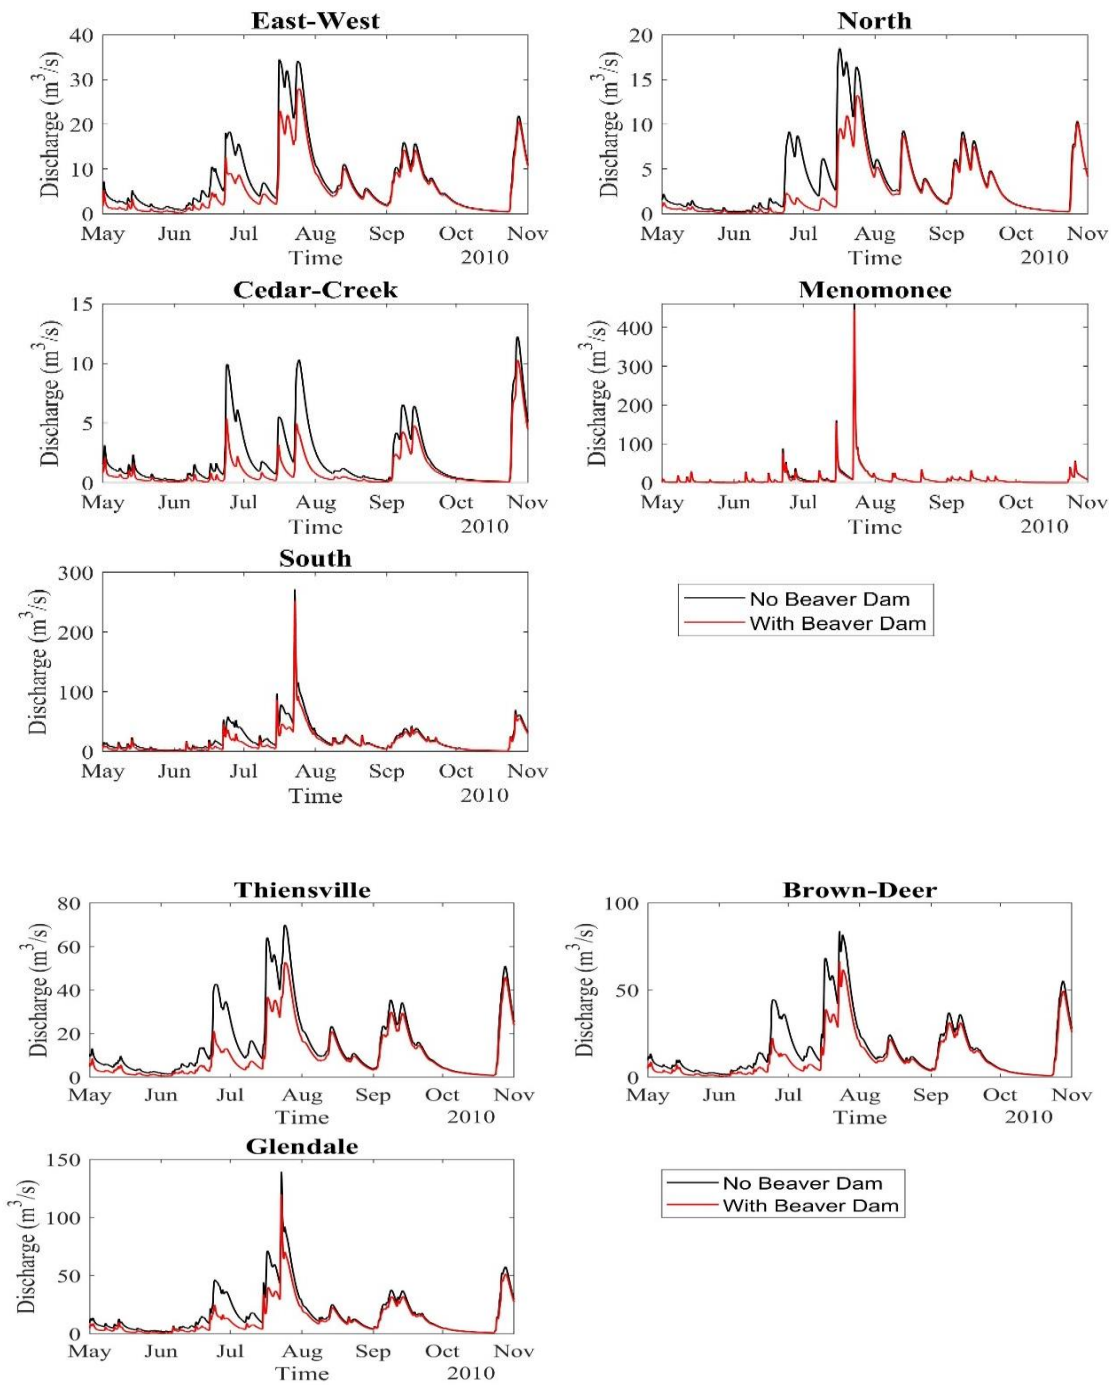 East-West
Discharge (m³/s)
40
30
20
10
0
May Jun Jul Aug Sep Oct Nov
Time 2010
North
Discharge (m³/s)
20
15
10
5
0
May Jun Jul Aug Sep Oct Nov
Time 2010
Cedar-Creek
Discharge (m³/s)
15
10
5
0
May Jun Jul Aug Sep Oct Nov
Time 2010
Menomonee
Discharge (m³/s)
400
300
200
100
0
May Jun Jul Aug Sep Oct Nov
Time 2010
South
Discharge (m³/s)
300
200
100
0
May Jun Jul Aug Sep Oct Nov
Time 2010
No Beaver Dam
With Beaver Dam
Thiensville
Discharge (m³/s)
80
60
40
20
0
May Jun Jul Aug Sep Oct Nov
Time 2010
Brown-Deer
Discharge (m³/s)
100
50
0
May Jun Jul Aug Sep Oct Nov
Time 2010
Glendale
Discharge (m³/s)
150
100
50
0
May Jun Jul Aug Sep Oct Nov
Time 2010
No Beaver Dam
With Beaver Dam